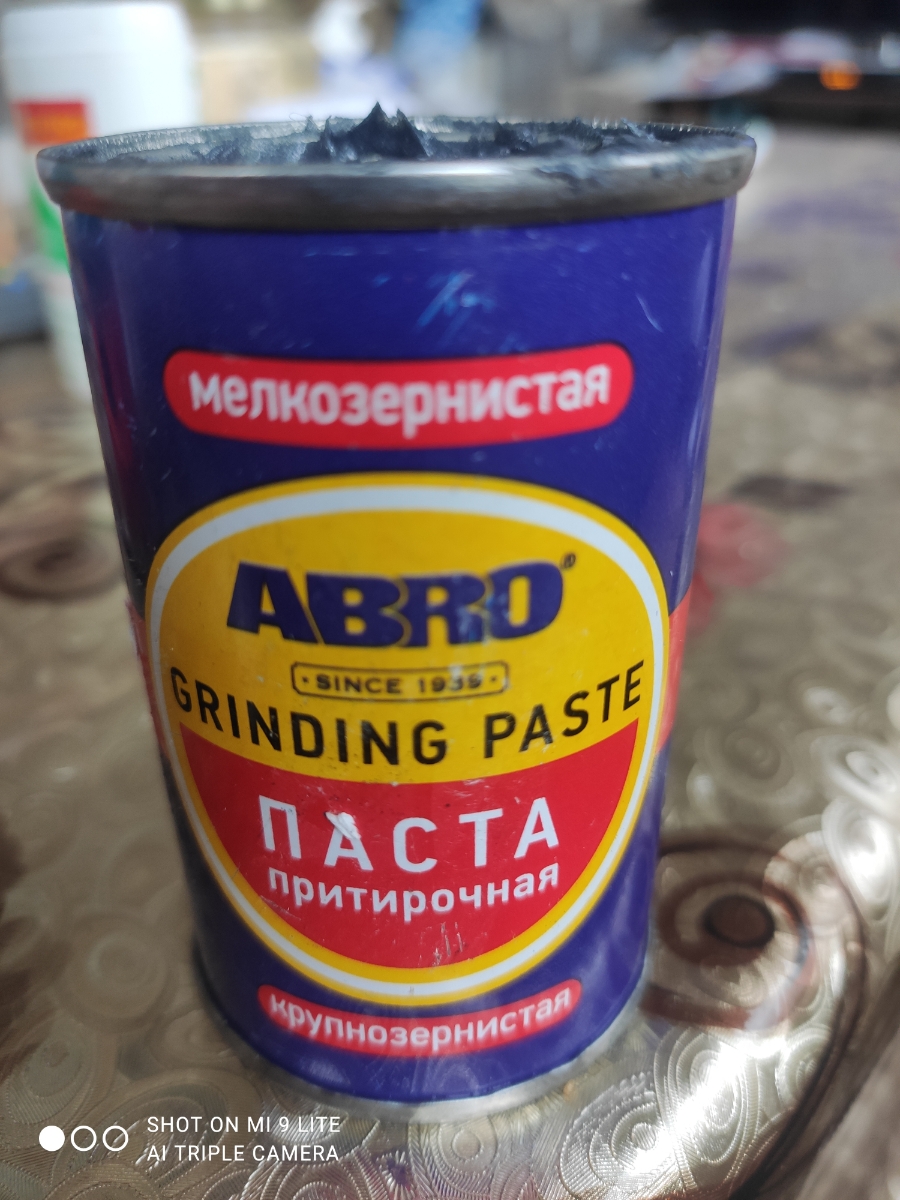 мелкозернистая
ABRO®
SINCE 1939
GRINDING PASTE
ПАСТА
притирочная
крупнозернистая
SHOT ON MI 9 LITE
AI TRIPLE CAMERA